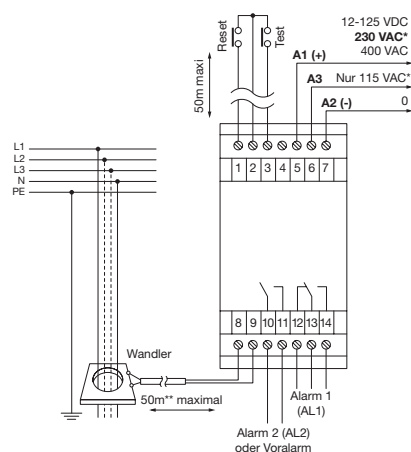 Reset
Test
50m maxi
12-125 VDC
230 VAC*
A1 (+)
400 VAC
A3
Nur 115 VAC*
A2 (-)
0
L1
L2
L3
N
PE
1 2 3 4 5 6 7
8 9 10 11 12 13 14
Wandler
50m** maximal
Alarm 1
(AL1)
Alarm 2 (AL2)
oder Voralarm